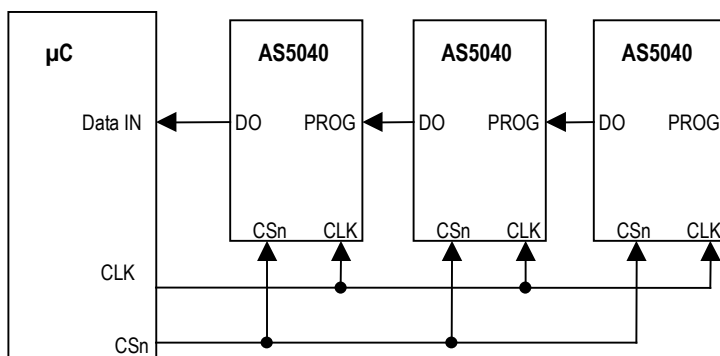 µC
AS5040
AS5040
AS5040
Data IN
DO
PROG
DO
PROG
DO
PROG
CSn
CLK
CSn
CLK
CSn
CLK
CLK
CSn